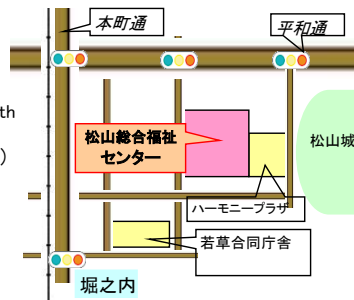 本町通
平和通
th
松山総合福祉
センター
)
松山城
ハーモニープラザ
若草合同庁舎
堀之内